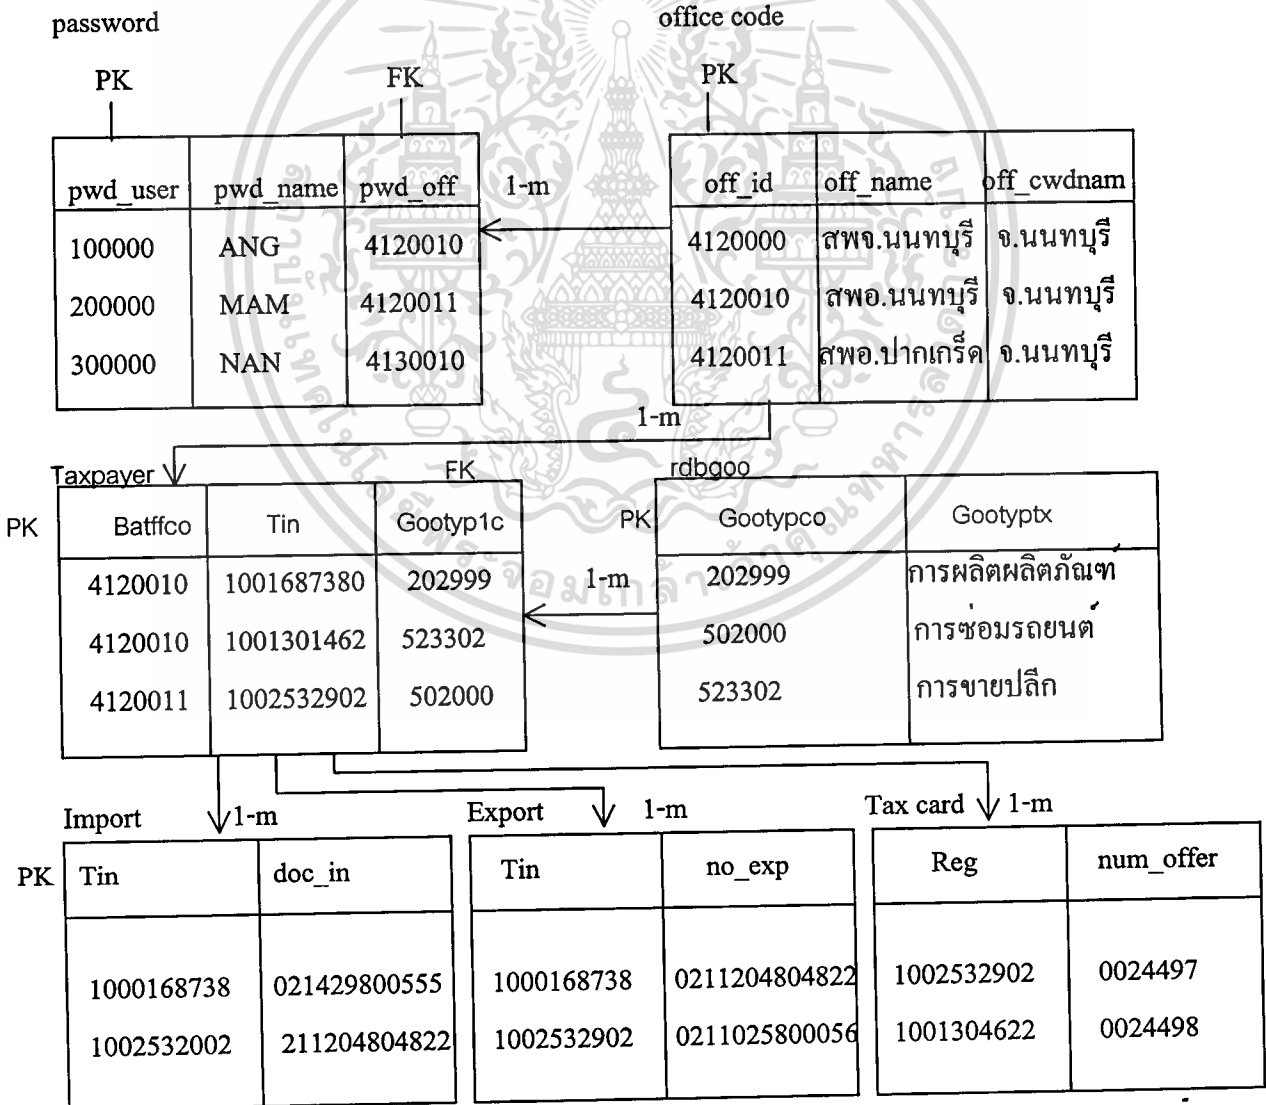 password
office code
PK
FK
PK
pwd_user pwd_name pwd_off
1-m
off_id off_name off_cwdnam
100000 ANG 4120010
4120000 สพจ.นนทบุรี จ.นนทบุรี
200000 MAM 4120011
4120010 สพอ.นนทบุรี จ.นนทบุรี
300000 NAN 4130010
4120011 สพอ.ปากเกร็ด จ.นนทบุรี
1-m
Taxpayer
FK
rdbgoo
PK
Batffco Tin Gootyp1c
PK
Gootypco Gootyptx
4120010 1001687380 202999
1-m
202999 การผลิตผลิตภัณฑ์
4120010 1001301462 523302
502000 การซ่อมรถยนต์
4120011 1002532902 502000
523302 การขายปลีก
Import
1-m
Export
1-m
Tax card
1-m
PK
Tin doc_in
Tin no_exp
Reg num_offer
1000168738 021429800555
1000168738 0211204804822
1002532902 0024497
1002532002 211204804822
1002532902 0211025800056
1001304622 0024498